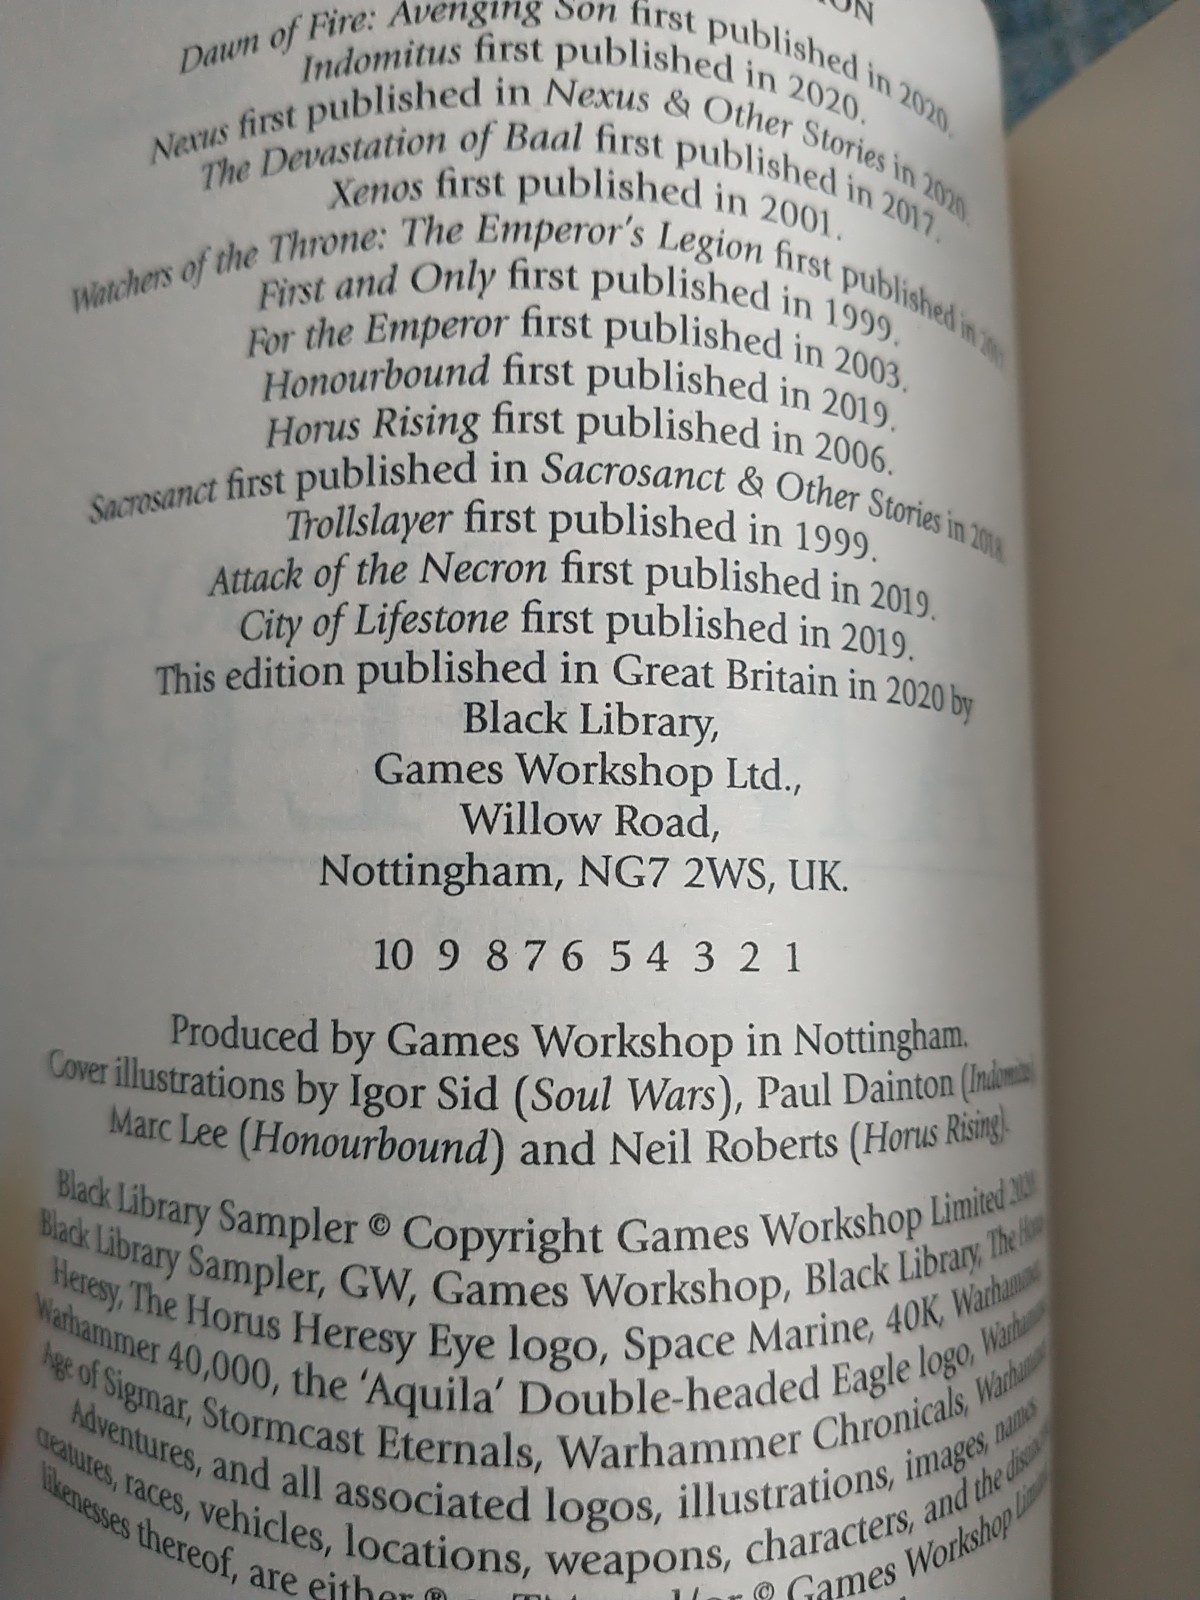 Dawn of Fire: Avenging Son first published in 2020.
Indomitus first published in 2020.
Nexus first published in Nexus & Other Stories in 2020.
The Devastation of Baal first published in 2017.
Xenos first published in 2001.
Watchers of the Throne: The Emperor's Legion first published in
First and Only first published in 1999.
For the Emperor first published in 2003.
Honourbound first published in 2019.
Horus Rising first published in 2006.
Sacrosanct first published in Sacrosanct & Other Stories in 2018.
Trollslayer first published in 1999.
Attack of the Necron first published in 2019.
City of Lifestone first published in 2019.
This edition published in Great Britain in 2020 by
Black Library,
Games Workshop Ltd.,
Willow Road,
Nottingham, NG7 2WS, UK.
10 9 8 7 6 5 4 3 2 1
Produced by Games Workshop in Nottingham.
Cover illustrations by Igor Sid (Soul Wars), Paul Dainton (Indomitus)
Marc Lee (Honourbound) and Neil Roberts (Horus Rising).
Black Library Sampler © Copyright Games Workshop Limited 2020.
Black Library Sampler, GW, Games Workshop, Black Library, The
Heresy, The Horus Heresy Eye logo, Space Marine, 40K, Warhammer,
Warhammer 40,000, the 'Aquila' Double-headed Eagle logo, Warhammer
Age of Sigmar, Stormcast Eternals, Warhammer Chronicals, Warhammer
Adventures, and all associated logos, illustrations, images, names,
creatures, races, vehicles, locations, weapons, characters, and the
likenesses thereof, are either ® © Games Workshop